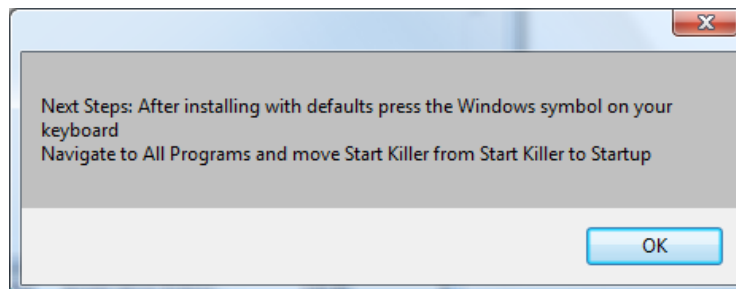 Next Steps: After installing with defaults press the Windows symbol on your
keyboard
Navigate to All Programs and move Start Killer from Start Killer to Startup
OK